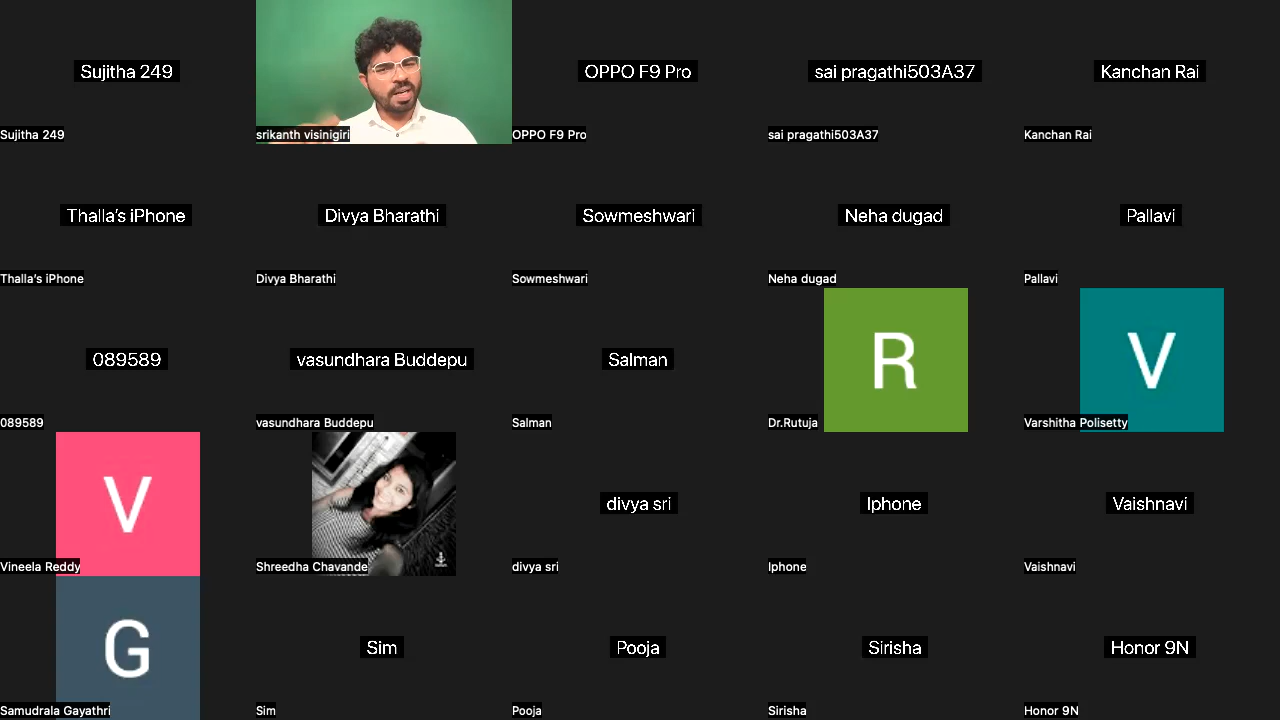 Sujitha 249
OPPO F9 Pro
sai pragathi503A37
Kanchan Rai
Sujitha 249
srikanth visinigiri
OPPO F9 Pro
sai pragathi503A37
Kanchan Rai
Thalla’s iPhone
Divya Bharathi
Sowmeshwari
Neha dugad
Pallavi
Thalla’s iPhone
Divya Bharathi
Sowmeshwari
Neha dugad
Pallavi
089589
vasundhara Buddepu
Salman
R
V
089589
vasundhara Buddepu
Salman
Dr.Rutuja
Varshitha Polisetty
V
divya sri
Iphone
Vaishnavi
Vineela Reddy
Shreedha Chavande
divya sri
Iphone
Vaishnavi
G
Sim
Pooja
Sirisha
Honor 9N
Samudrala Gayathri
Sim
Pooja
Sirisha
Honor 9N